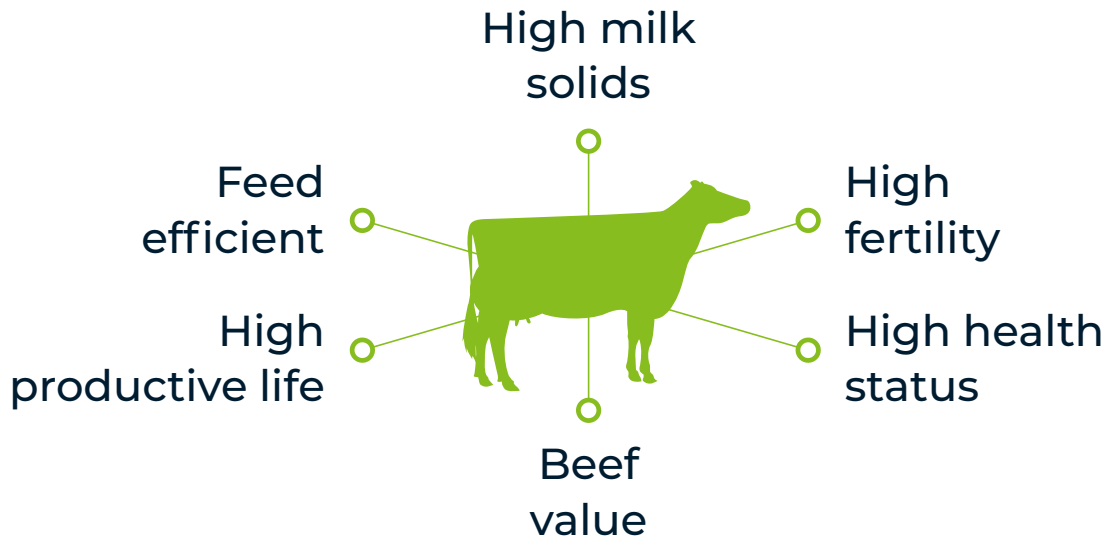 High milk
solids
Feed
efficient
High
fertility
High
productive life
High health
status
Beef
value